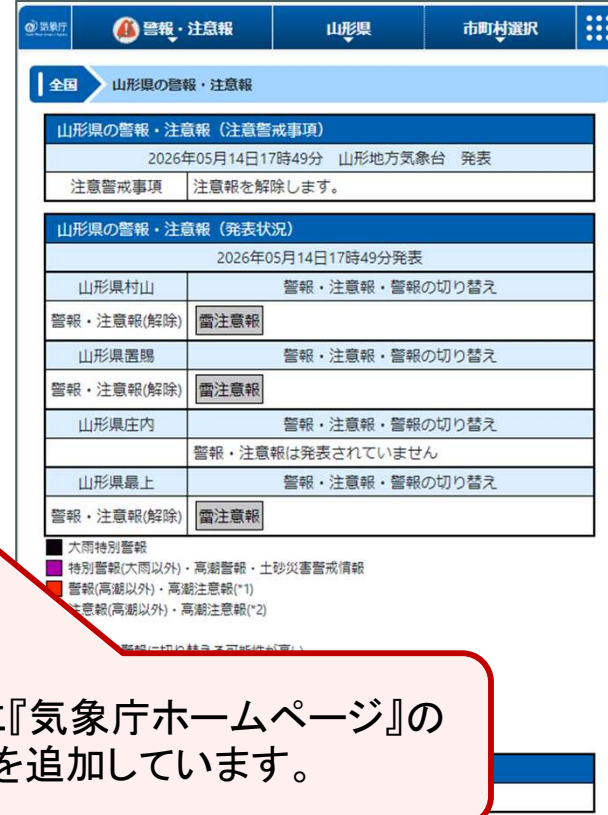 気象庁 警報・注意報 山形県 市町村選択
全国 山形県の警報・注意報
山形県の警報・注意報（注意警戒事項）
2026年05月14日17時49分 山形地方気象台 発表
注意警戒事項 注意報を解除します。
山形県の警報・注意報（発表状況）
2026年05月14日17時49分発表
山形県村山 警報・注意報・警報の切り替え
警報・注意報(解除) 雷注意報
山形県置賜 警報・注意報・警報の切り替え
警報・注意報(解除) 雷注意報
山形県庄内 警報・注意報・警報の切り替え
警報・注意報は発表されていません
山形県最上 警報・注意報・警報の切り替え
警報・注意報(解除) 雷注意報
大雨特別警報
特別警報(大雨以外)・高潮警報・土砂災害警戒情報
警報(高潮以外)・高潮注意報(*1)
注意報(高潮以外)・高潮注意報(*2)
『気象庁ホームページ』の
を追加しています。